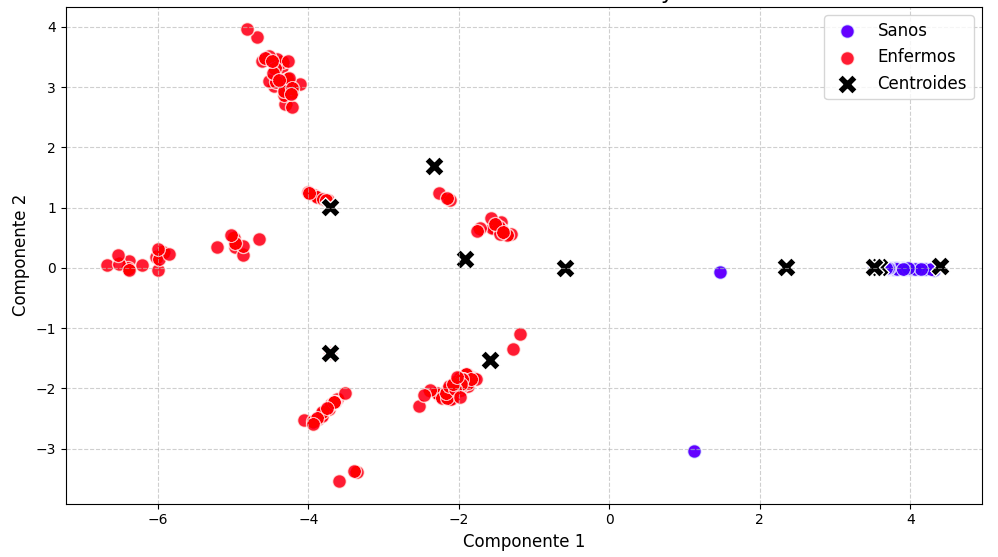 Sanos
Enfermos
Centroides
Componente 2
4
3
2
1
0
−1
−2
−3
−6
−4
−2
0
2
4
Componente 1